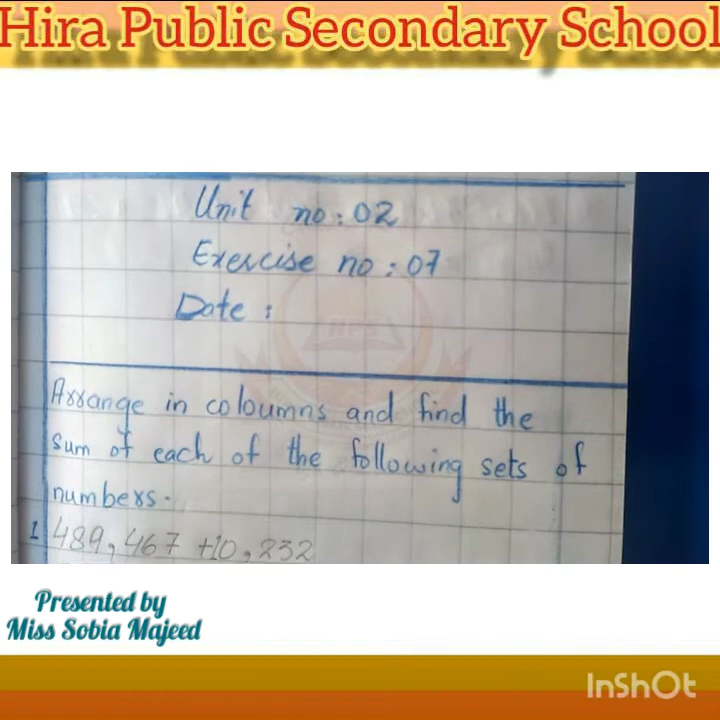 Hira Public Secondary School
Unit no: 02
Exercise no: 07
Date:
Arrange in coloumns and find the
sum of each of the following sets of
numbers.
1 489,467 +10,232
Presented by
Miss Sobia Majeed
InShOt